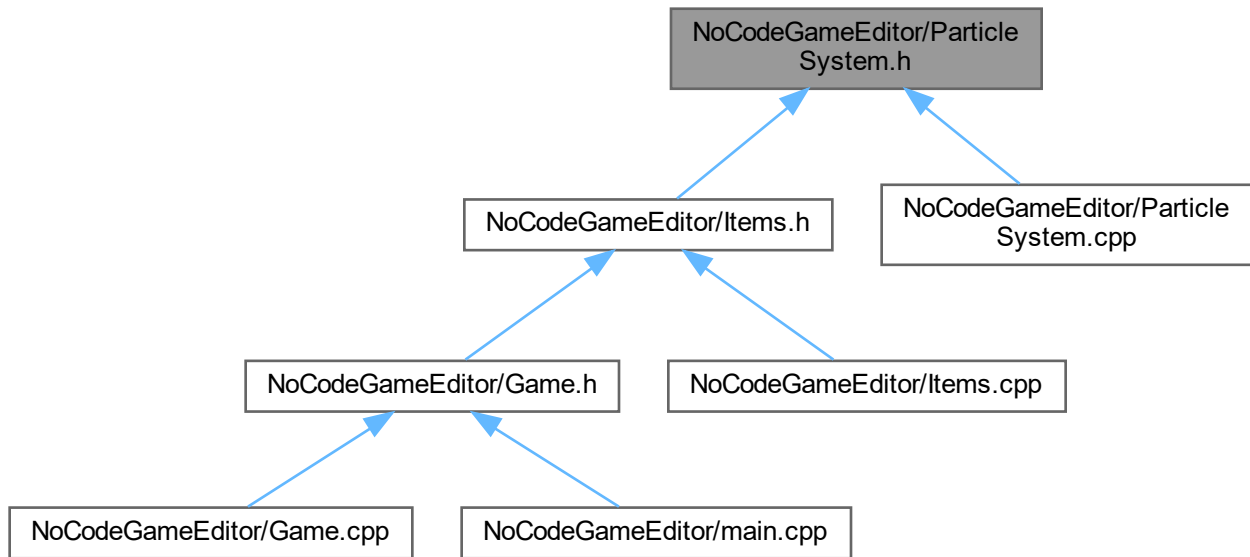 NoCodeGameEditor/Particle
System.h
NoCodeGameEditor/Items.h
NoCodeGameEditor/Particle
System.cpp
NoCodeGameEditor/Game.h
NoCodeGameEditor/Items.cpp
NoCodeGameEditor/Game.cpp
NoCodeGameEditor/main.cpp